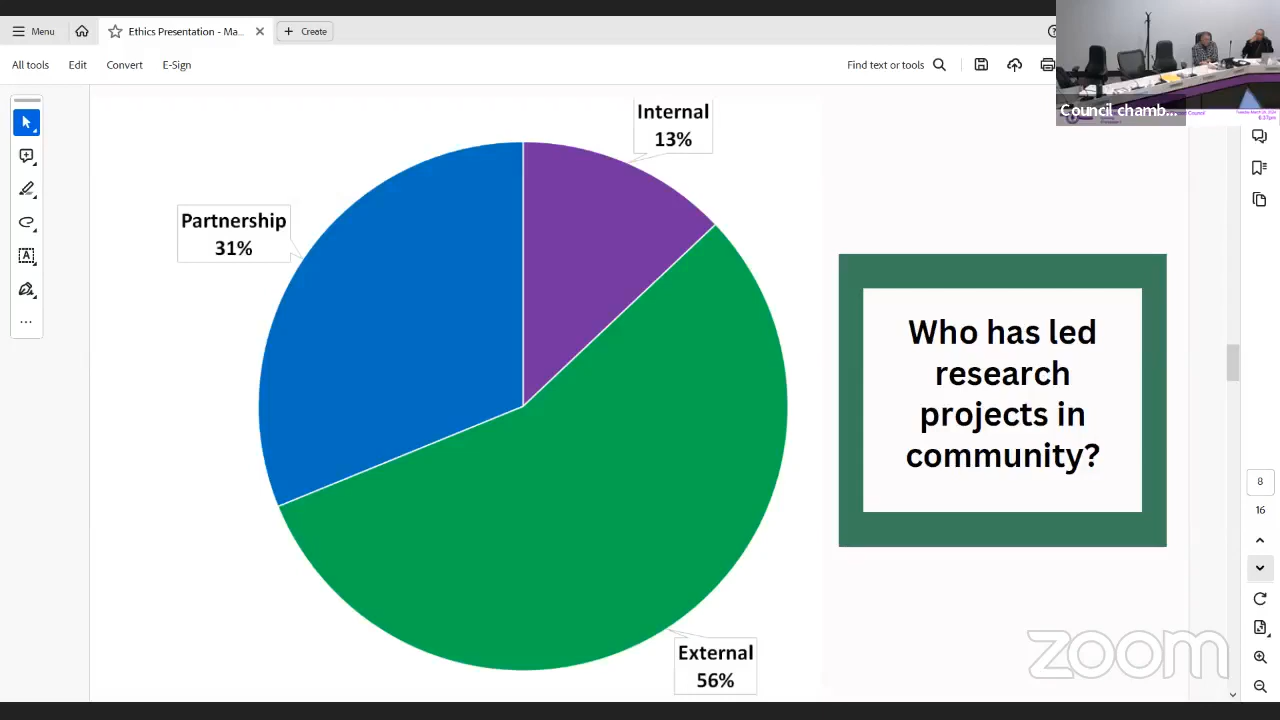 Menu
Ethics Presentation - Ma...
Create
All tools
Edit
Convert
E-Sign
Find text or tools
Council chamb...
Internal
13%
Partnership
31%
External
56%
Who has led
research
projects in
community?
8
16
zoom